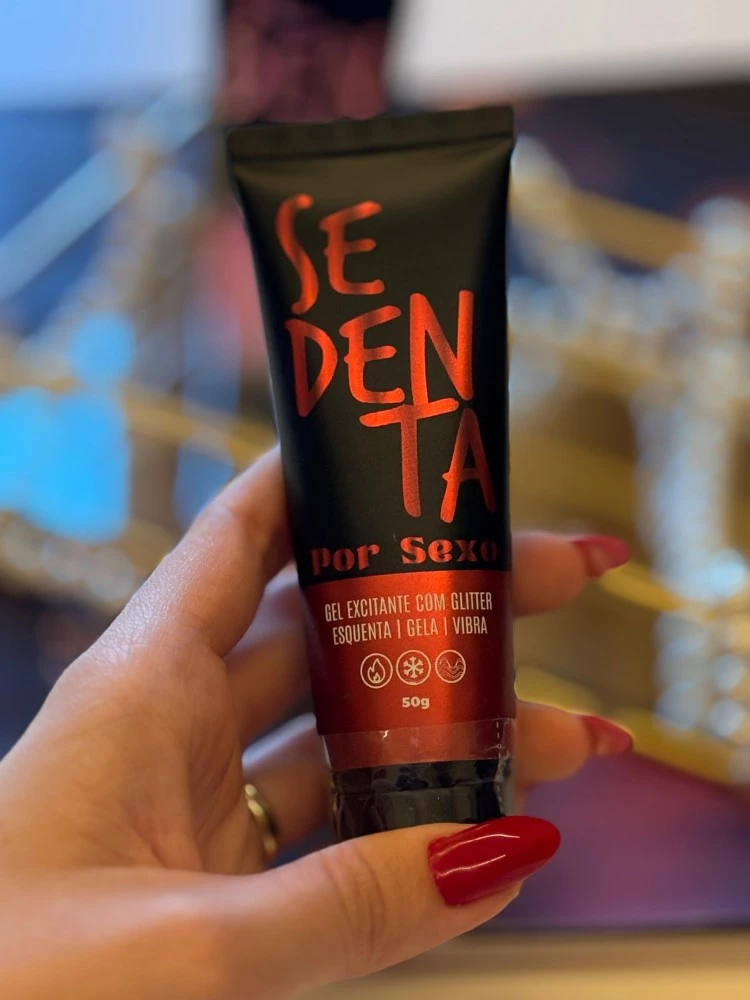 SE
DEN
TA
Por Sexo
GEL EXCITANTE COM GLITTER
ESQUENTA | GELA | VIBRA
50g